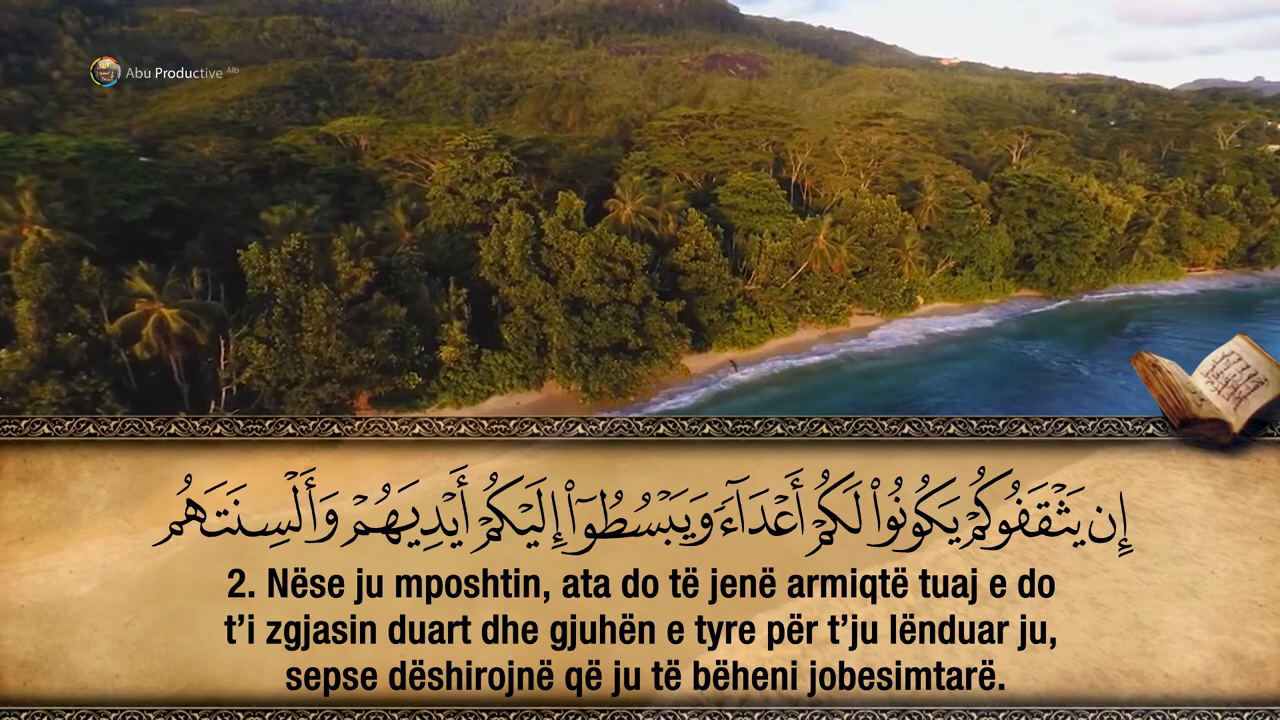 Abu Productive Alb
إِن يَثْقَفُوكُمْ يَكُونُوا۟ لَكُمْ أَعْدَآءً وَيَبْسُطُوٓا۟ إِلَيْكُمْ أَيْدِيَهُمْ وَأَلْسِنَتَهُم
2. Nëse ju mposhtin, ata do të jenë armiqtë tuaj e do
t’i zgjasin duart dhe gjuhën e tyre për t’ju lënduar ju,
sepse dëshirojnë që ju të bëheni jobesimtarë.